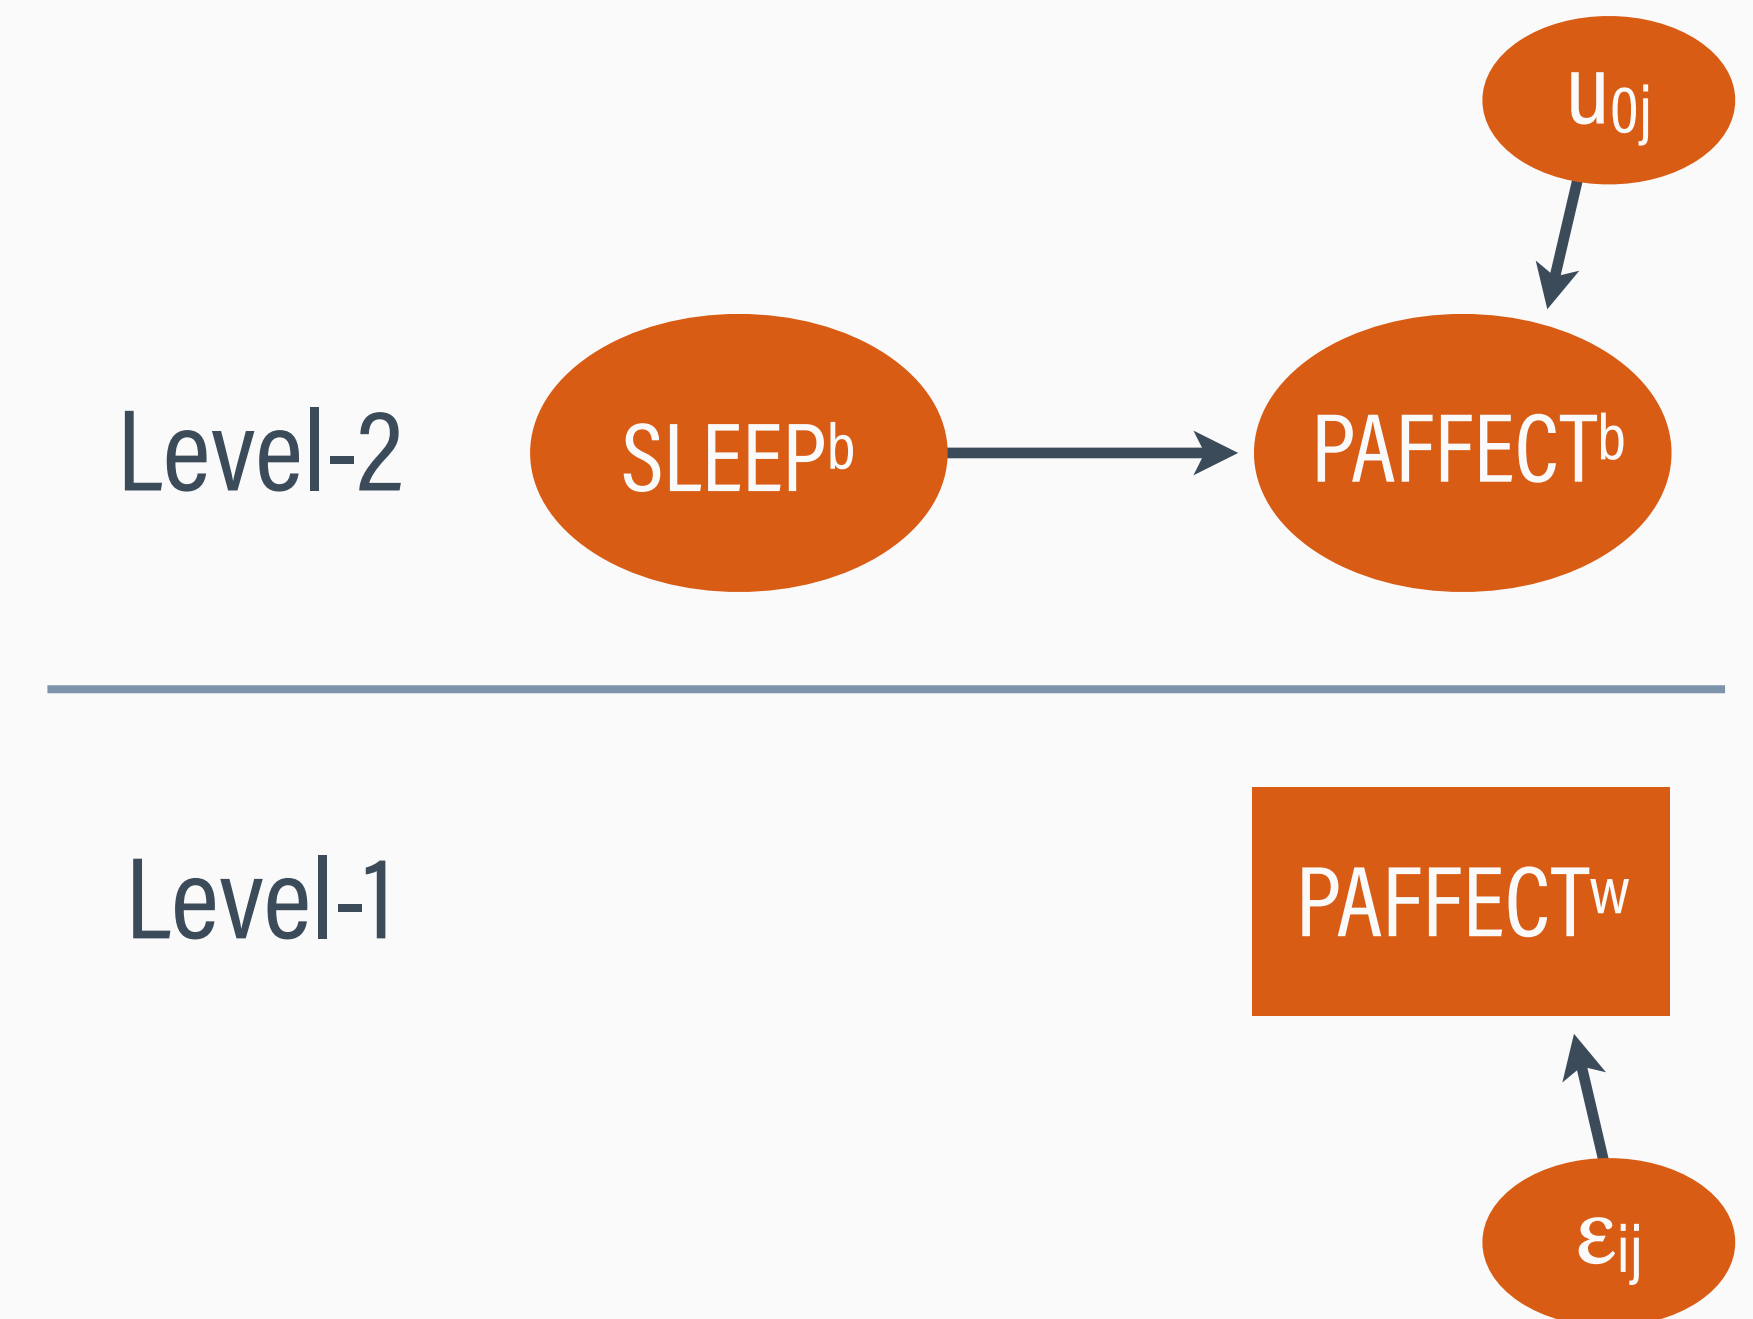 u₀ⱼ
Level-2
SLEEPᵇ
PAFFECTᵇ
Level-1
PAFFECTʷ
εᵢⱼ